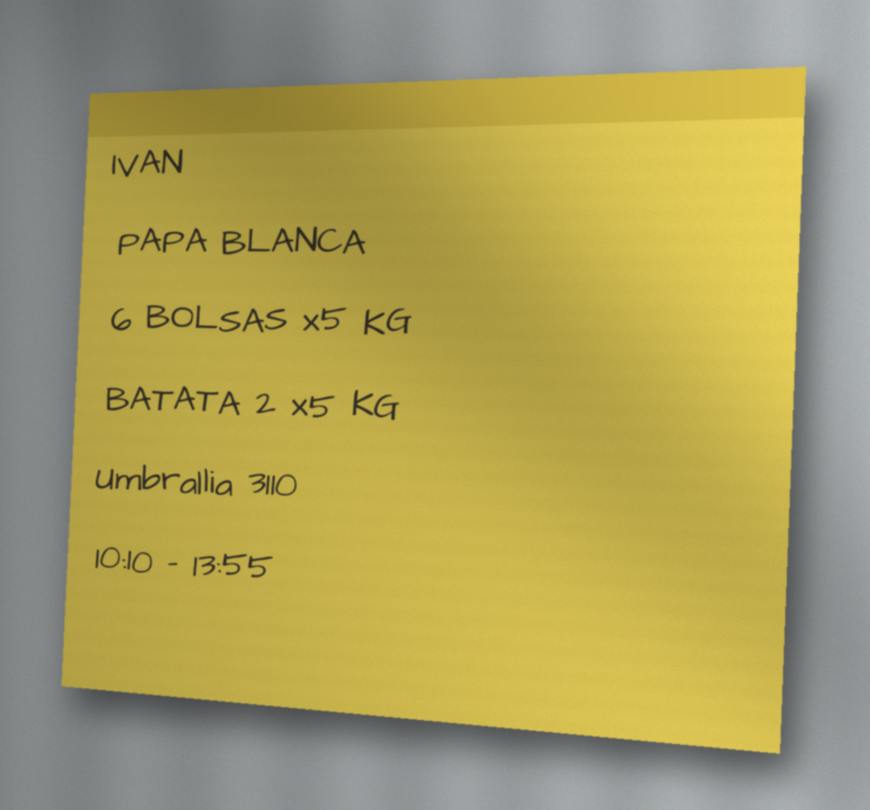 IVAN
PAPA BLANCA
6 BOLSAS x5 KG
BATATA 2 x5 KG
Umbrallia 3110
10:10 - 13:55